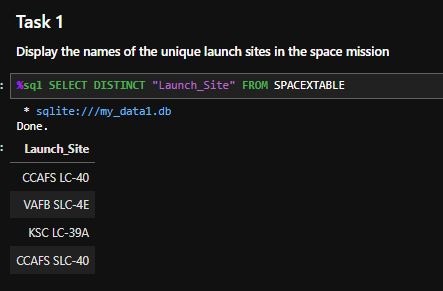 Task 1
Display the names of the unique launch sites in the space mission
: %sql SELECT DISTINCT "Launch_Site" FROM SPACEXTABLE
* sqlite:///my_data1.db
Done.
: Launch_Site
CCAFS LC-40
VAFB SLC-4E
KSC LC-39A
CCAFS SLC-40